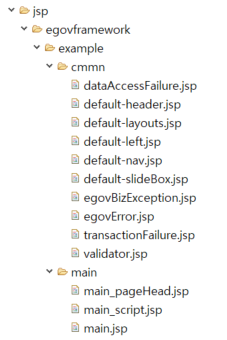 jsp
egovframework
example
cmmn
dataAccessFailure.jsp
default-header.jsp
default-layouts.jsp
default-left.jsp
default-nav.jsp
default-slideBox.jsp
egovBizException.jsp
egovError.jsp
transactionFailure.jsp
validator.jsp
main
main_pageHead.jsp
main_script.jsp
main.jsp